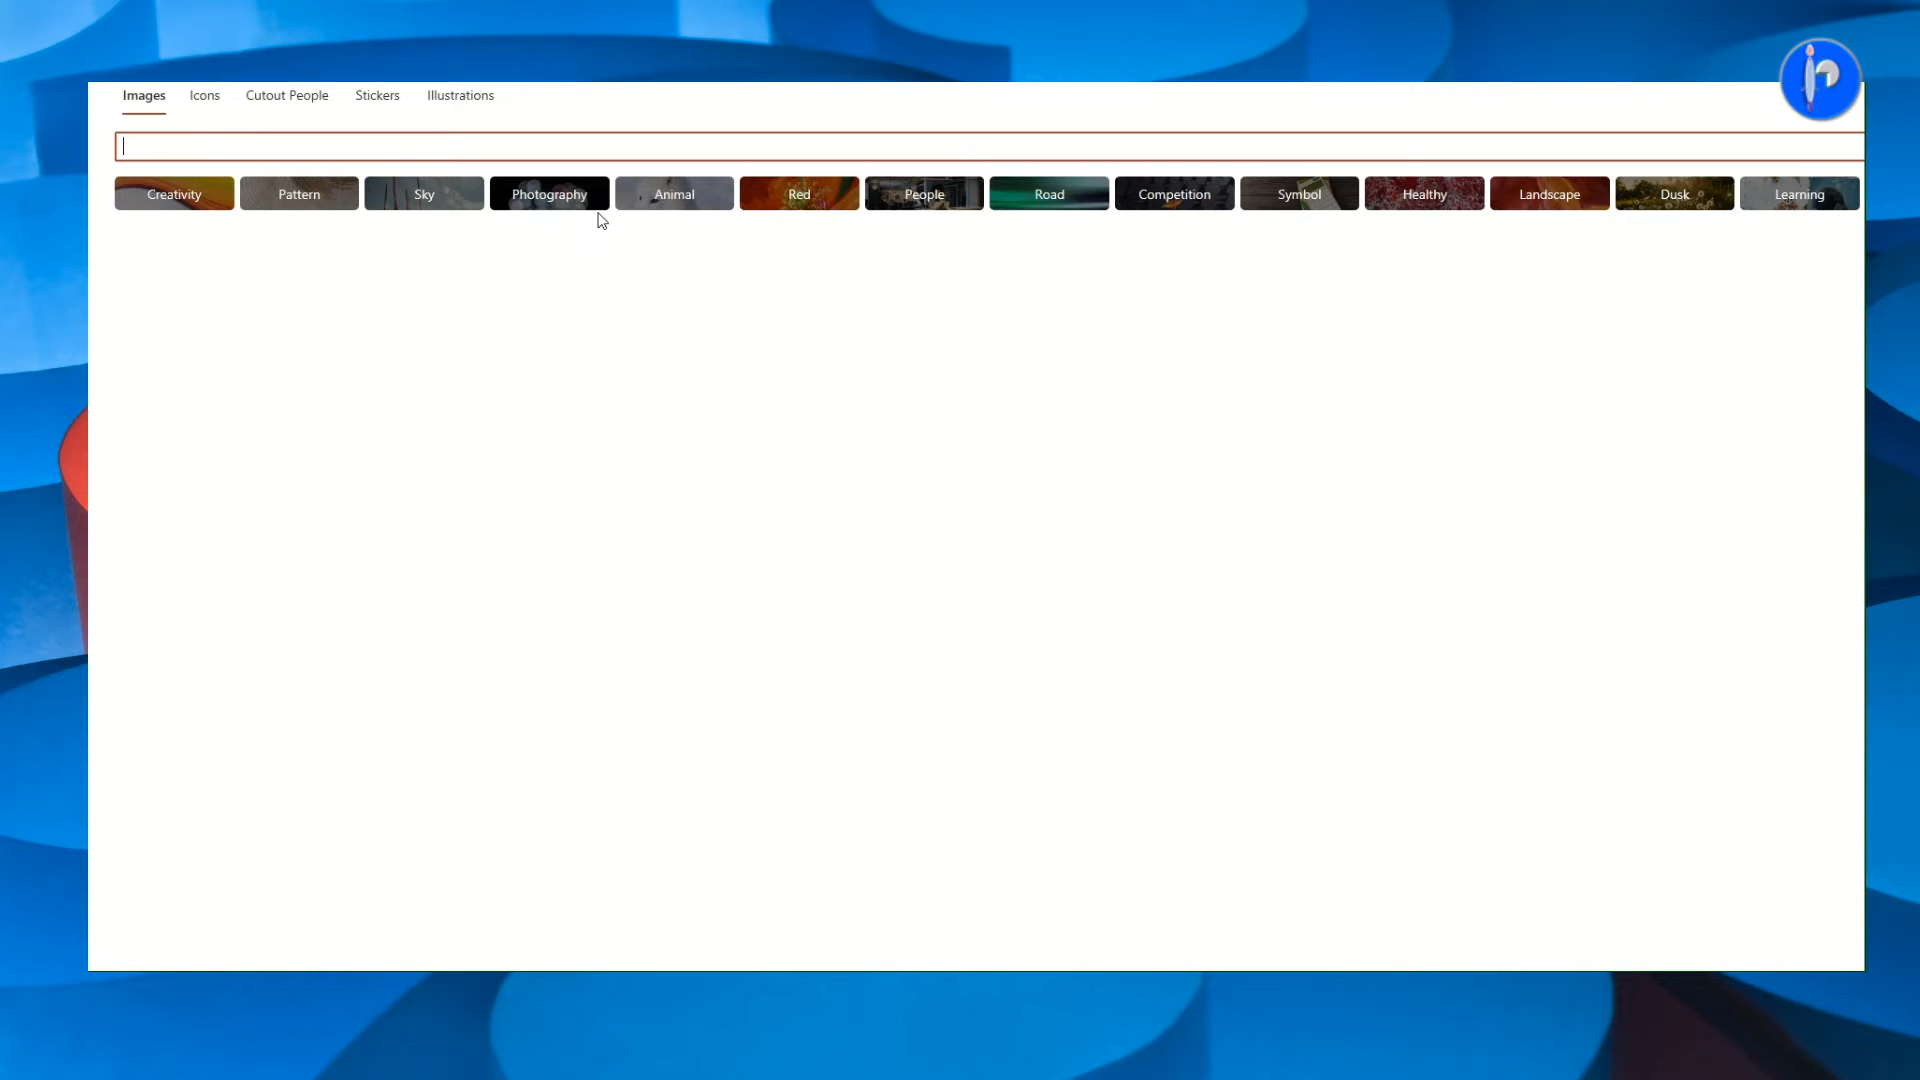 Images Icons Cutout People Stickers Illustrations
Creativity Pattern Sky Photography Animal Red People Road Competition Symbol Healthy Landscape Dusk Learning